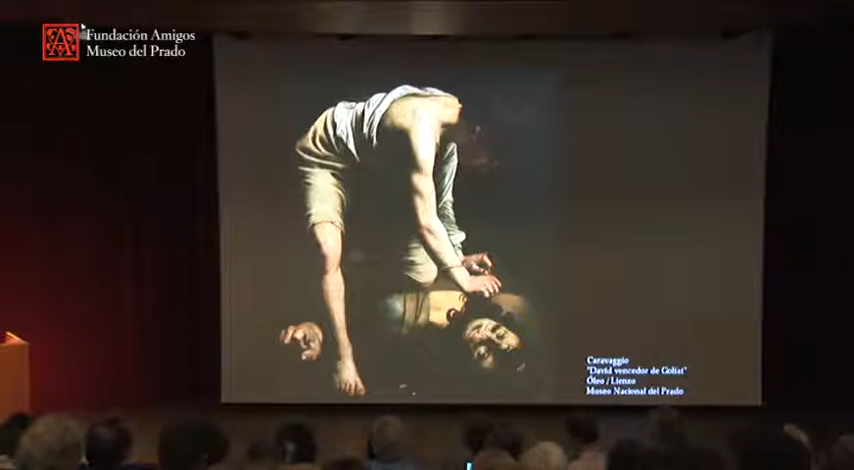 Fundación Amigos
Museo del Prado
Caravaggio
"David vencedor de Goliat"
Óleo / Lienzo
Museo Nacional del Prado